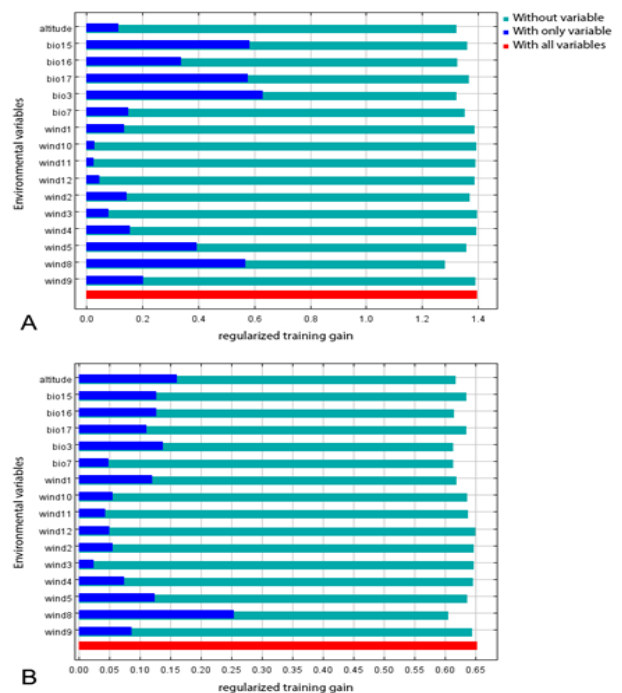 Without variable
With only variable
With all variables
Environmental variables
altitude
bio15
bio16
bio17
bio3
bio7
wind1
wind10
wind11
wind12
wind2
wind3
wind4
wind5
wind8
wind9
0.0 0.2 0.4 0.6 0.8 1.0 1.2 1.4
A
regularized training gain
Environmental variables
altitude
bio15
bio16
bio17
bio3
bio7
wind1
wind10
wind11
wind12
wind2
wind3
wind4
wind5
wind8
wind9
0.00 0.05 0.10 0.15 0.20 0.25 0.30 0.35 0.40 0.45 0.50 0.55 0.60 0.65
B
regularized training gain